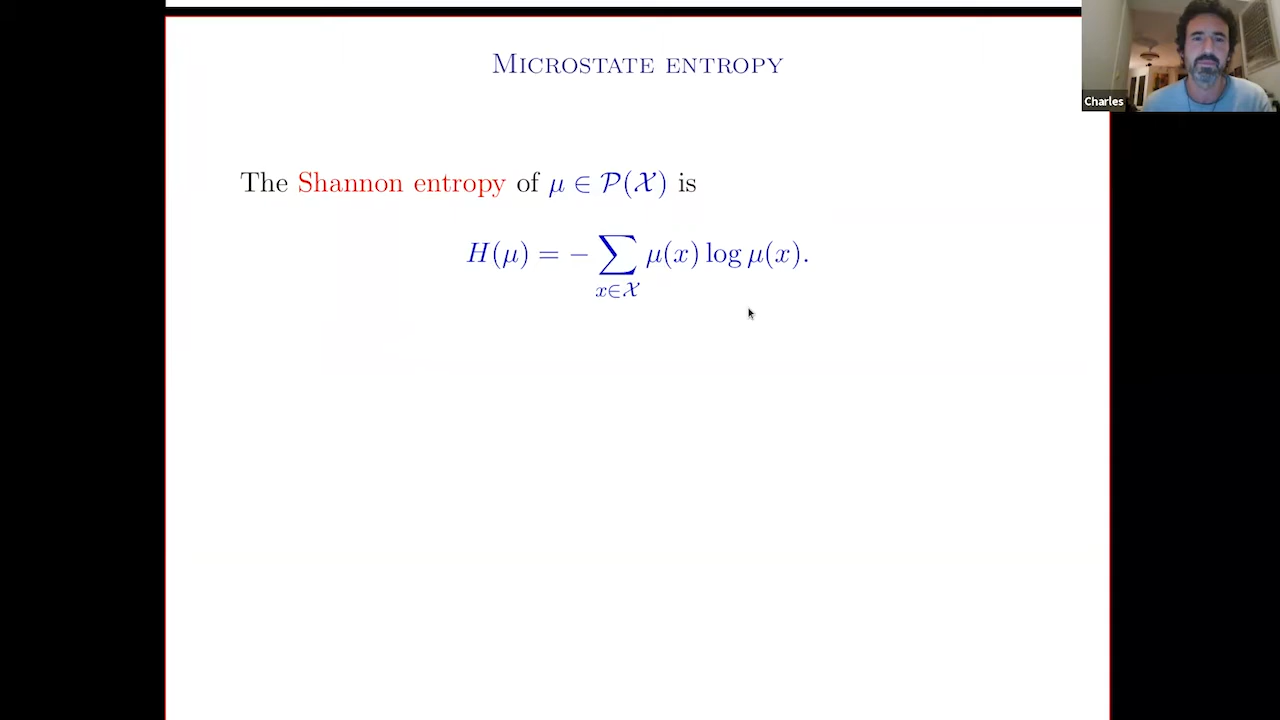 Microstate entropy
Charles
The Shannon entropy of μ ∈ 𝒫(𝒳) is
H(μ) = − ∑ μ(x) log μ(x).
x∈𝒳